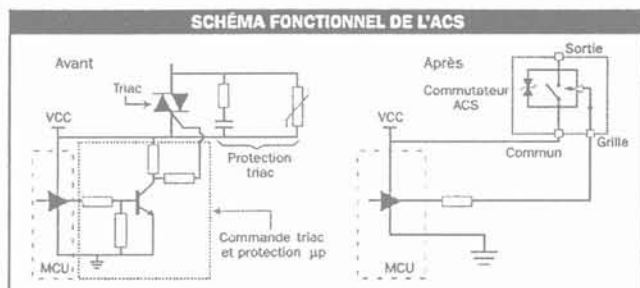 SCHÉMA FONCTIONNEL DE L'ACS
Avant
Triac
VCC
Protection
triac
Commande triac
et protection µp
MCU
Après
Sortie
Commutateur
ACS
VCC
Commun
Grille
MCU